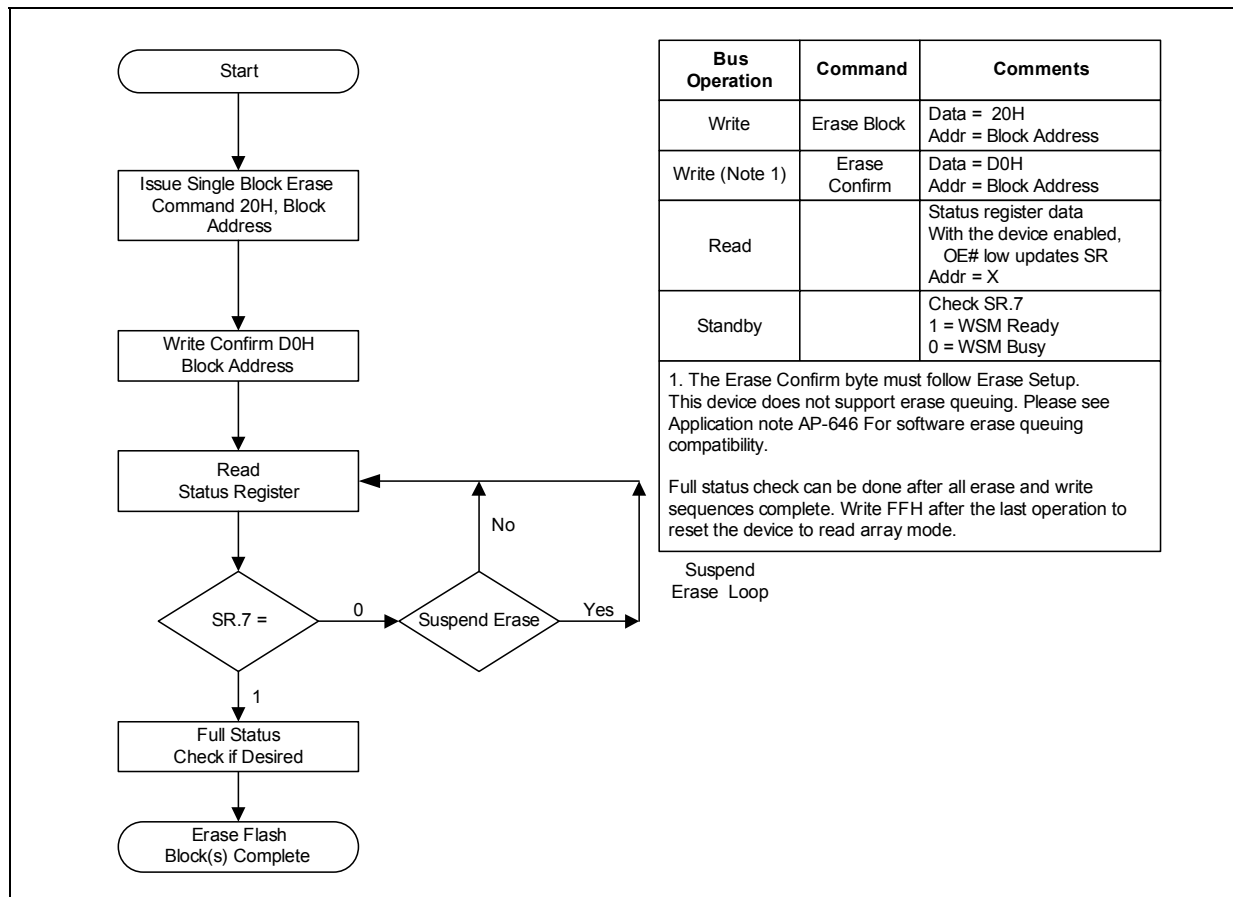 Start
Issue Single Block Erase
Command 20H, Block
Address
Write Confirm D0H
Block Address
Read
Status Register
No
SR.7 =
0
Suspend Erase
Yes
1
Full Status
Check if Desired
Erase Flash
Block(s) Complete
Suspend
Erase Loop
Bus
Operation
Command
Comments
Write
Erase Block
Data = 20H
Addr = Block Address
Write (Note 1)
Erase
Confirm
Data = D0H
Addr = Block Address
Read
Status register data
With the device enabled,
OE# low updates SR
Addr = X
Standby
Check SR.7
1 = WSM Ready
0 = WSM Busy
1. The Erase Confirm byte must follow Erase Setup.
This device does not support erase queuing. Please see
Application note AP-646 For software erase queuing
compatibility.
Full status check can be done after all erase and write
sequences complete. Write FFH after the last operation to
reset the device to read array mode.